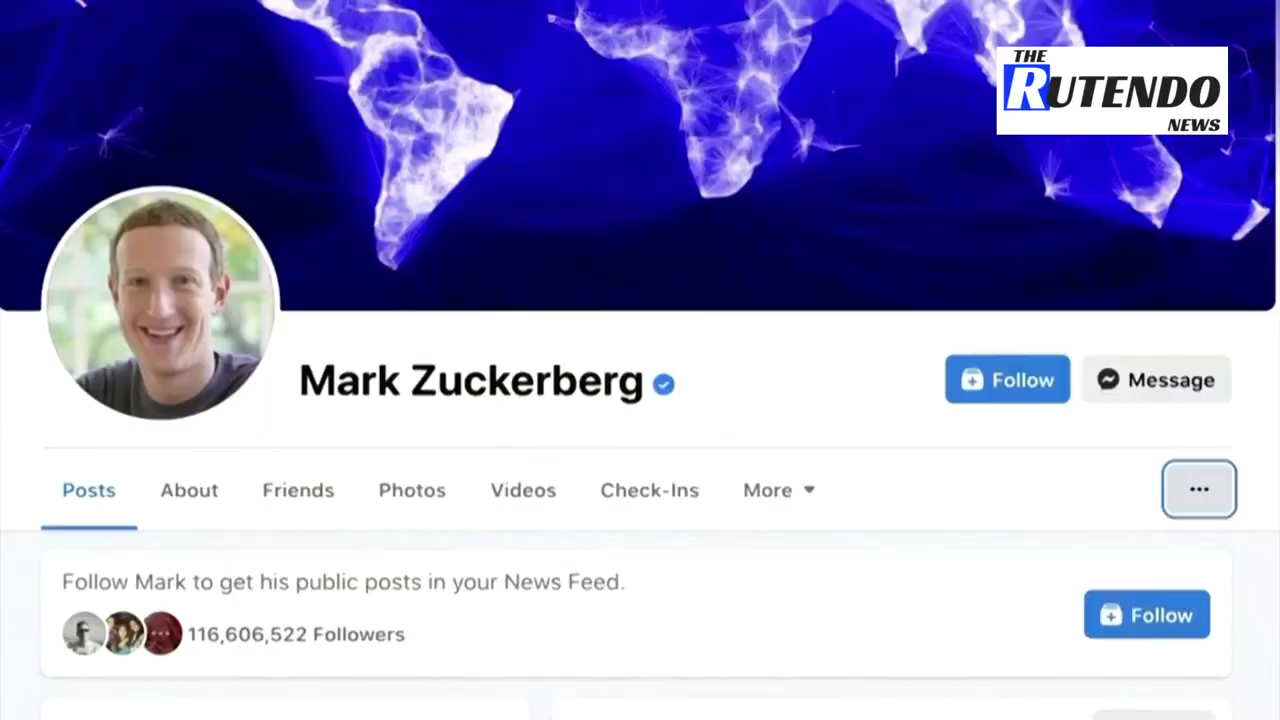 THE
RUTENDO
NEWS
Mark Zuckerberg
Follow
Message
Posts
About
Friends
Photos
Videos
Check-Ins
More
Follow Mark to get his public posts in your News Feed.
116,606,522 Followers
Follow